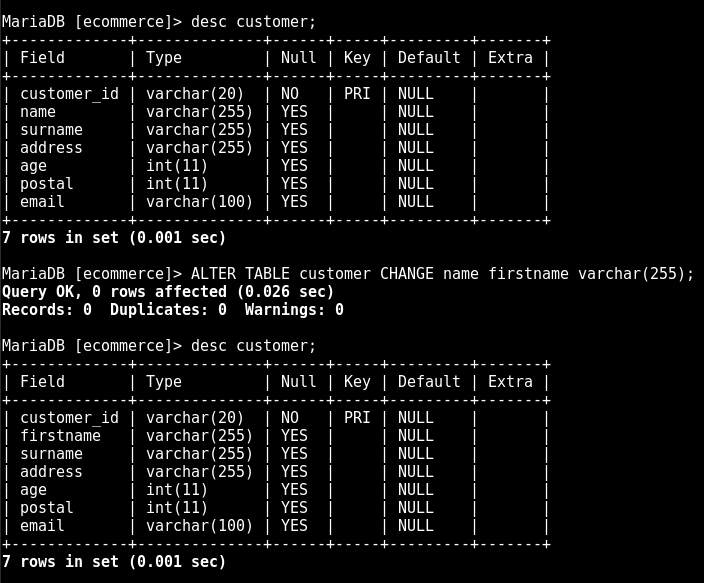 MariaDB [ecommerce]> desc customer;
+-------------+--------------+------+-----+---------+-------+
| Field       | Type         | Null | Key | Default | Extra |
+-------------+--------------+------+-----+---------+-------+
| customer_id | varchar(20)  | NO   | PRI | NULL    |       |
| name        | varchar(255) | YES  |     | NULL    |       |
| surname     | varchar(255) | YES  |     | NULL    |       |
| address     | varchar(255) | YES  |     | NULL    |       |
| age         | int(11)      | YES  |     | NULL    |       |
| postal      | int(11)      | YES  |     | NULL    |       |
| email       | varchar(100) | YES  |     | NULL    |       |
+-------------+--------------+------+-----+---------+-------+
7 rows in set (0.001 sec)

MariaDB [ecommerce]> ALTER TABLE customer CHANGE name firstname varchar(255);
Query OK, 0 rows affected (0.026 sec)
Records: 0  Duplicates: 0  Warnings: 0

MariaDB [ecommerce]> desc customer;
+-------------+--------------+------+-----+---------+-------+
| Field       | Type         | Null | Key | Default | Extra |
+-------------+--------------+------+-----+---------+-------+
| customer_id | varchar(20)  | NO   | PRI | NULL    |       |
| firstname   | varchar(255) | YES  |     | NULL    |       |
| surname     | varchar(255) | YES  |     | NULL    |       |
| address     | varchar(255) | YES  |     | NULL    |       |
| age         | int(11)      | YES  |     | NULL    |       |
| postal      | int(11)      | YES  |     | NULL    |       |
| email       | varchar(100) | YES  |     | NULL    |       |
+-------------+--------------+------+-----+---------+-------+
7 rows in set (0.001 sec)